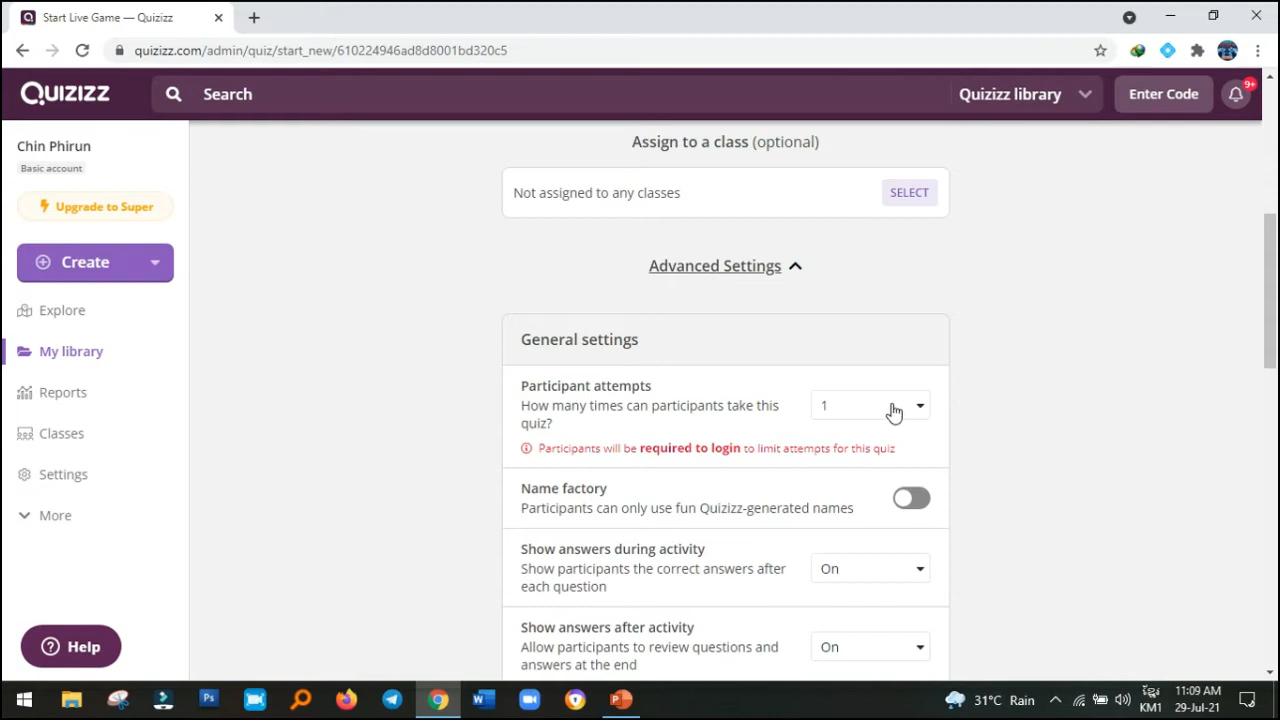 Start Live Game — Quizizz
quizizz.com/admin/quiz/start_new/610224946ad8d8001bd320c5
QUIZIZZ
Search
Quizizz library
Enter Code
9+
Chin Phirun
Basic account
Upgrade to Super
Create
Explore
My library
Reports
Classes
Settings
More
Help
Assign to a class (optional)
Not assigned to any classes
SELECT
Advanced Settings
General settings
Participant attempts
How many times can participants take this
quiz?
1
Participants will be required to login to limit attempts for this quiz
Name factory
Participants can only use fun Quizizz-generated names
Show answers during activity
Show participants the correct answers after
each question
On
Show answers after activity
Allow participants to review questions and
answers at the end
On
Ps
31°C Rain
KM1
11:09 AM
29-Jul-21